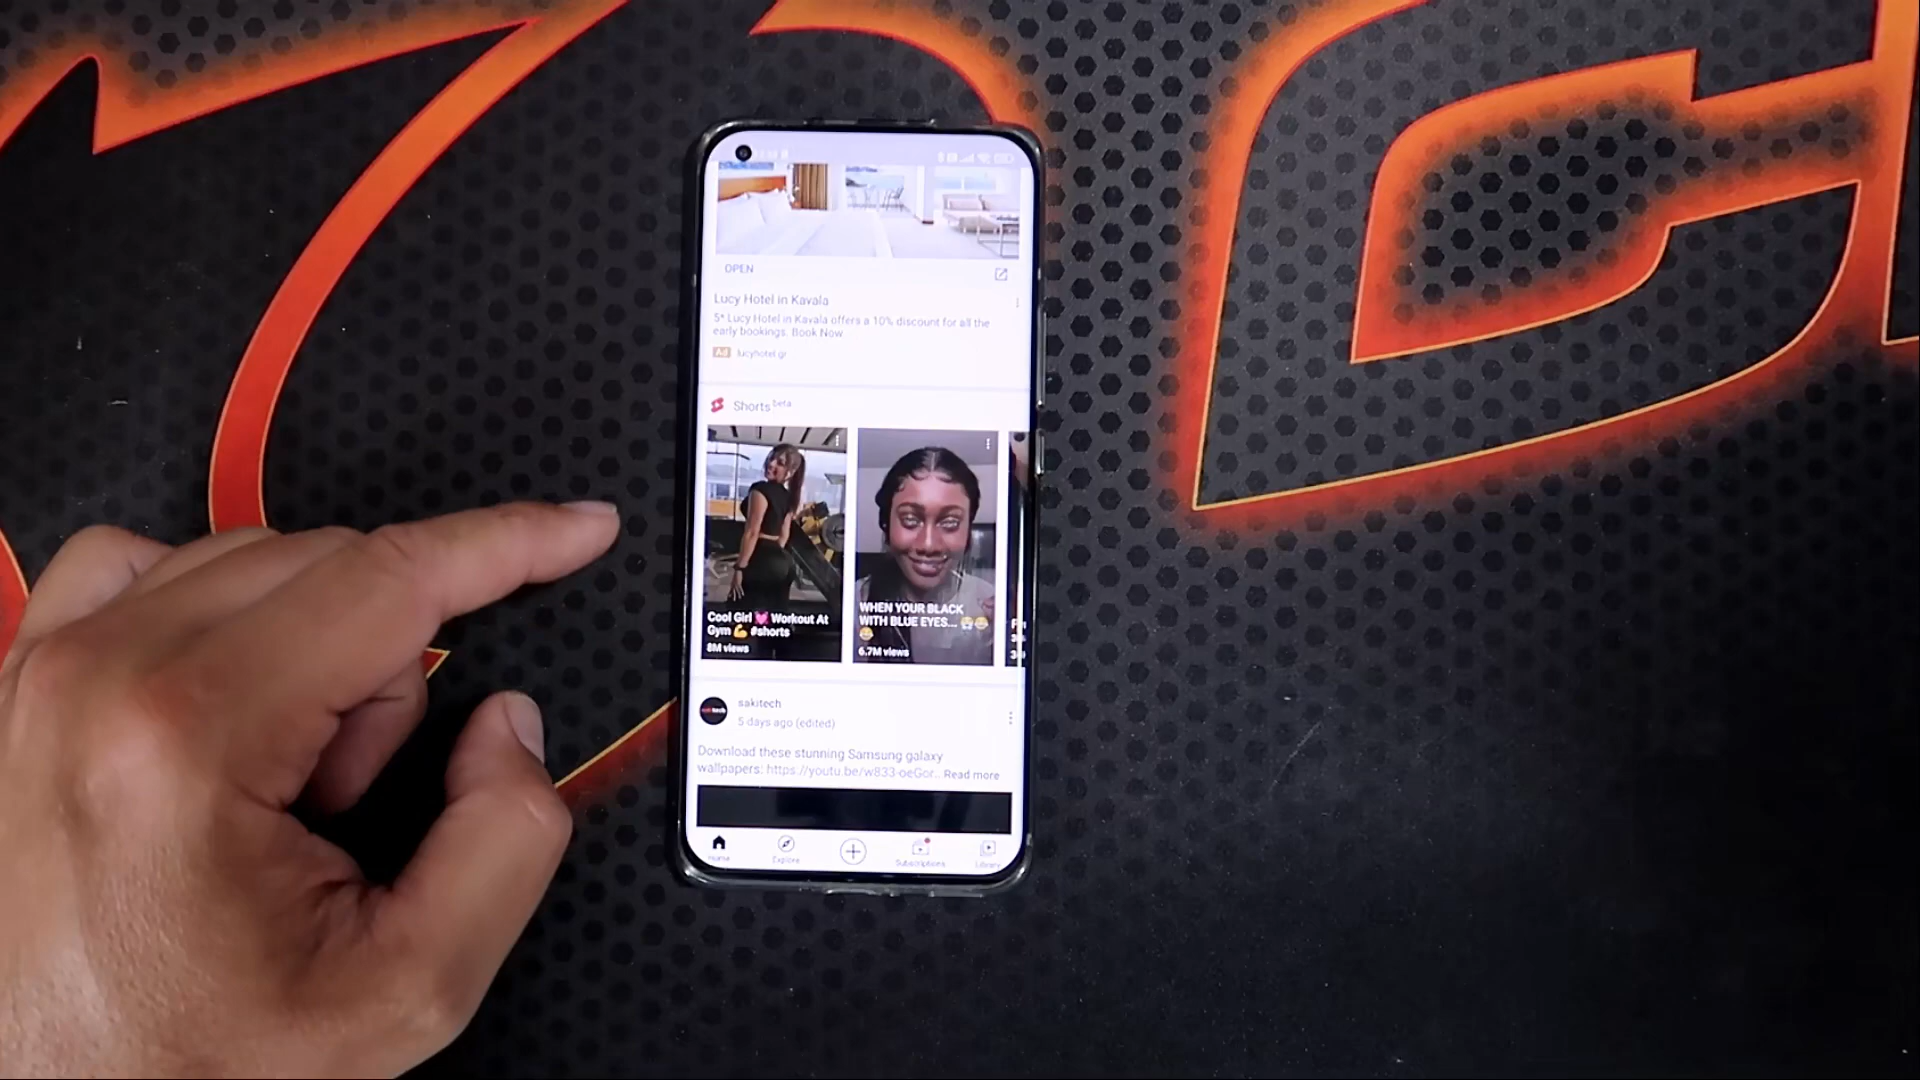 OPEN
Lucy Hotel in Kavala
5* Lucy Hotel in Kavala offers a 10% discount for all the
early bookings. Book Now
Ad lucyhotel.gr
Shorts beta
Cool Girl 💓 Workout At
Gym 💪 #shorts
8M views
WHEN YOUR BLACK
WITH BLUE EYES... 😭😂
😂
6.7M views
sakitech
5 days ago (edited)
Download these stunning Samsung galaxy
wallpapers: https://youtu.be/w833-oeGor... Read more
Home
Explore
Subscriptions
Library